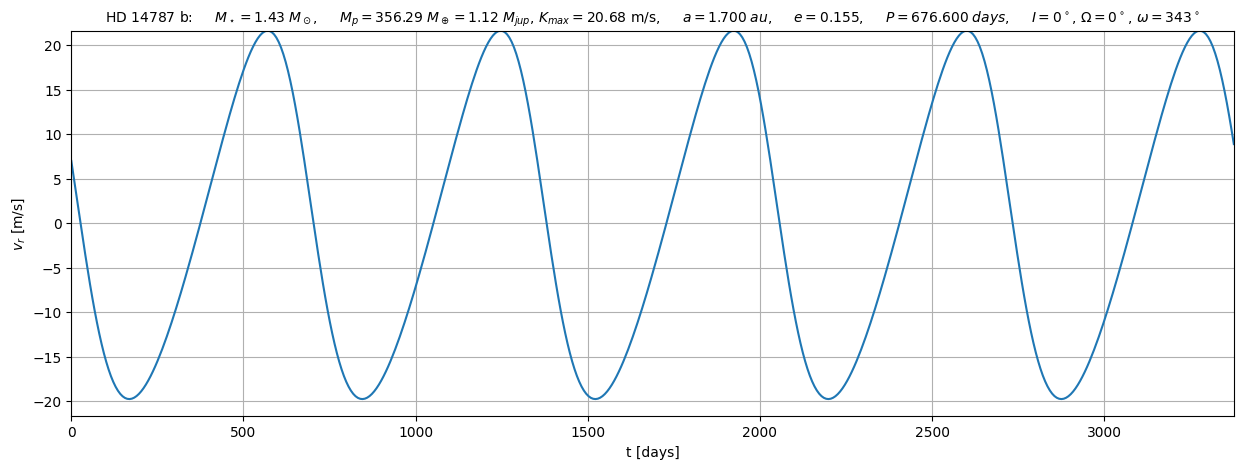 HD 14787 b: M⋆ = 1.43 M⊙, Mp = 356.29 M⊕ = 1.12 Mjup, Kmax = 20.68 m/s, a = 1.700 au, e = 0.155, P = 676.600 days, I = 0°, Ω = 0°, ω = 343°
20
15
10
5
0
−5
−10
−15
−20
vr [m/s]
0 500 1000 1500 2000 2500 3000
t [days]